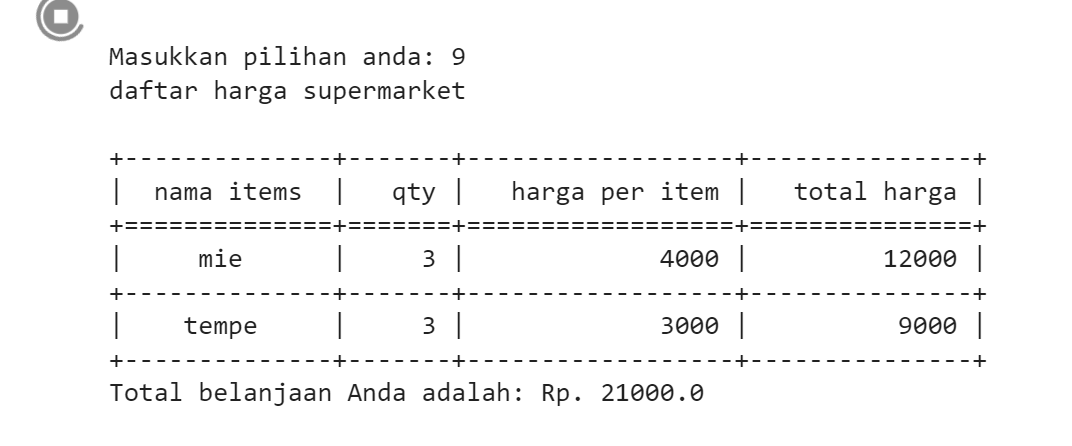 Masukkan pilihan anda: 9
daftar harga supermarket
+--------------+-------+------------------+---------------+
|  nama items  |   qty |   harga per item |   total harga |
+==============+=======+==================+===============+
|     mie      |     3 |             4000 |         12000 |
+--------------+-------+------------------+---------------+
|    tempe     |     3 |             3000 |          9000 |
+--------------+-------+------------------+---------------+
Total belanjaan Anda adalah: Rp. 21000.0